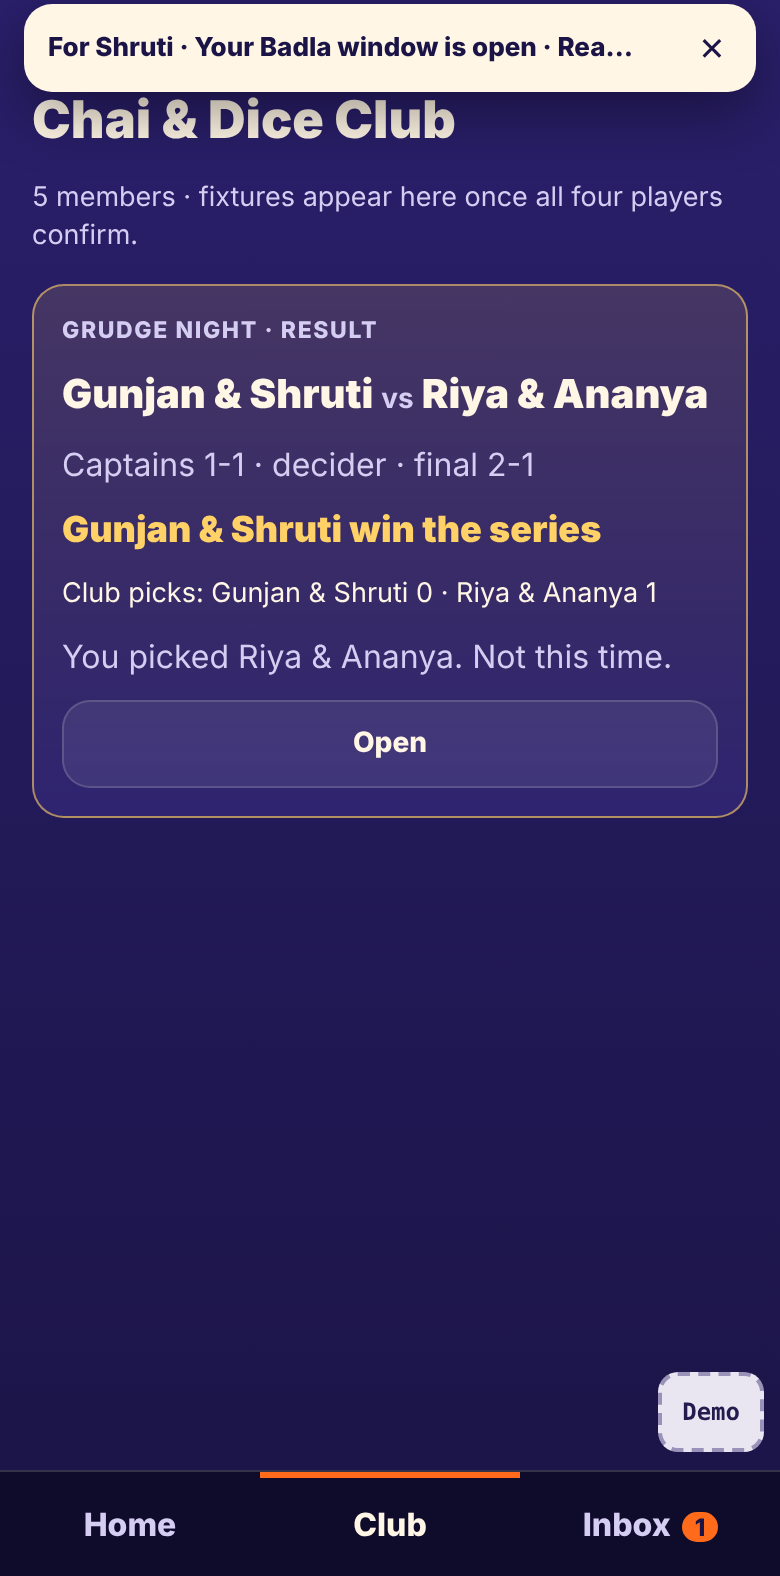 For Shruti · Your Badla window is open · Rea...
Chai & Dice Club
5 members · fixtures appear here once all four players
confirm.
GRUDGE NIGHT · RESULT
Gunjan & Shruti vs Riya & Ananya
Captains 1-1 · decider · final 2-1
Gunjan & Shruti win the series
Club picks: Gunjan & Shruti 0 · Riya & Ananya 1
You picked Riya & Ananya. Not this time.
Open
Demo
Home
Club
Inbox 1